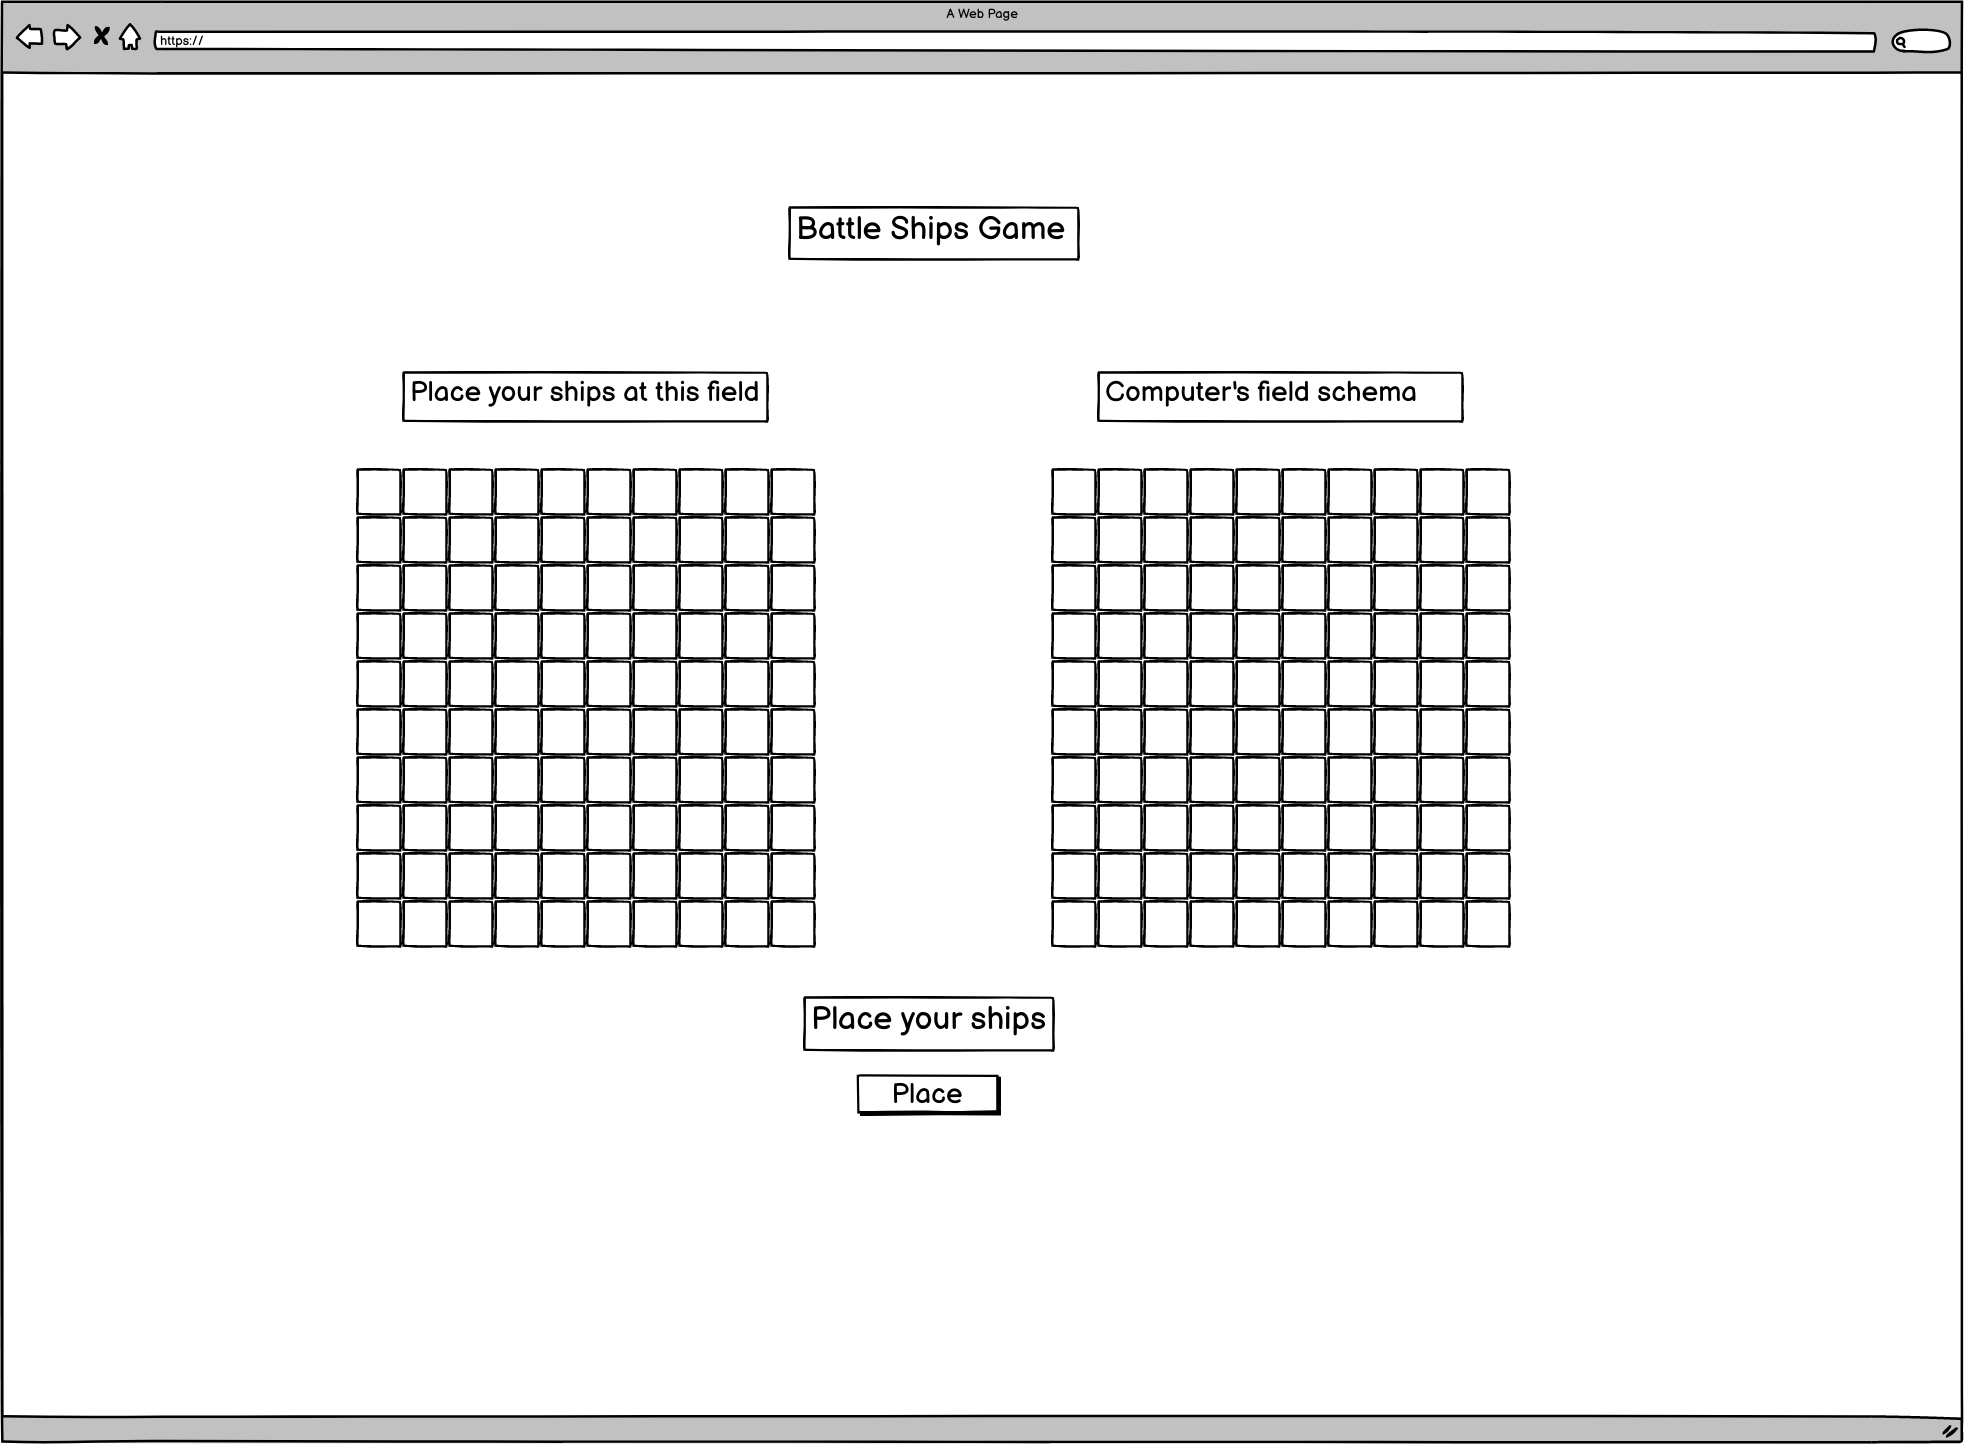 A Web Page
https://
Battle Ships Game
Place your ships at this field
Computer's field schema
Place your ships
Place